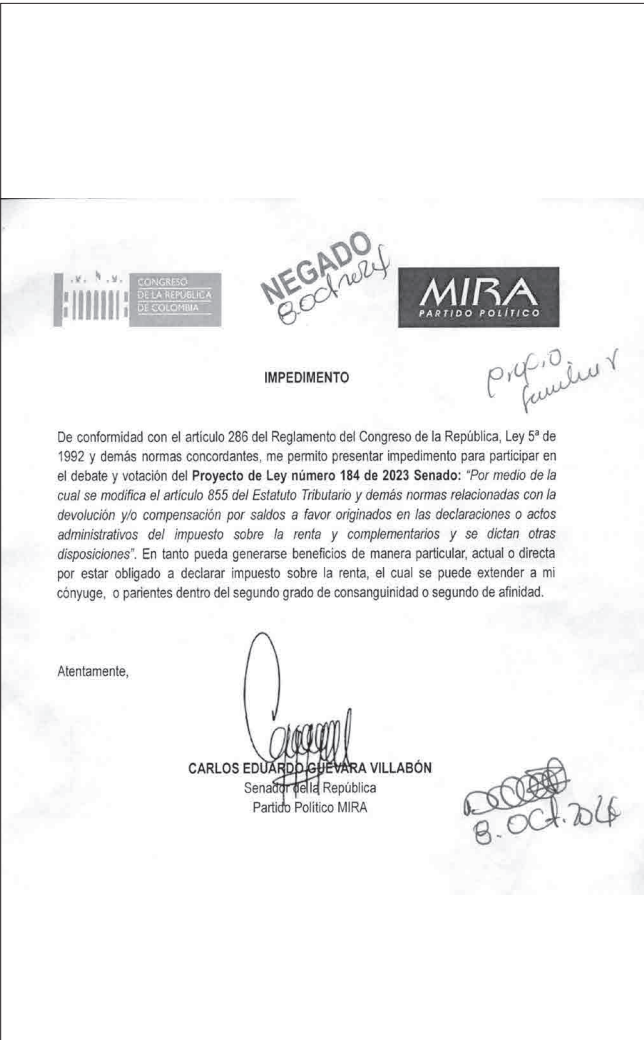 CONGRESO
DE LA REPÚBLICA
DE COLOMBIA
NEGADO
8 Oct 2024
MIRA
PARTIDO POLÍTICO
IMPEDIMENTO
De conformidad con el artículo 286 del Reglamento del Congreso de la República, Ley 5ª de
1992 y demás normas concordantes, me permito presentar impedimento para participar en
el debate y votación del Proyecto de Ley número 184 de 2023 Senado: “Por medio de la
cual se modifica el artículo 855 del Estatuto Tributario y demás normas relacionadas con la
devolución y/o compensación por saldos a favor originados en las declaraciones o actos
administrativos del impuesto sobre la renta y complementarios y se dictan otras
disposiciones”. En tanto pueda generarse beneficios de manera particular, actual o directa
por estar obligado a declarar impuesto sobre la renta, el cual se puede extender a mi
cónyuge, o parientes dentro del segundo grado de consanguinidad o segundo de afinidad.
Atentamente,
CARLOS EDUARDO GUEVARA VILLABÓN
Senador de la República
Partido Político MIRA
8. Oct. 2024